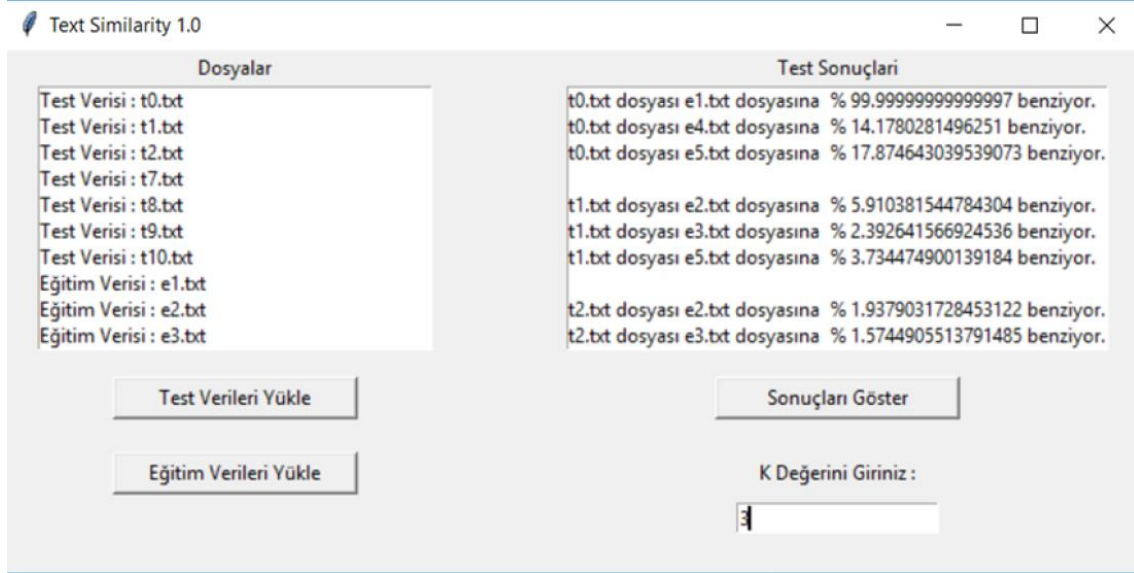 Text Similarity 1.0
Dosyalar
Test Verisi : t0.txt
Test Verisi : t1.txt
Test Verisi : t2.txt
Test Verisi : t7.txt
Test Verisi : t8.txt
Test Verisi : t9.txt
Test Verisi : t10.txt
Eğitim Verisi : e1.txt
Eğitim Verisi : e2.txt
Eğitim Verisi : e3.txt
Test Verileri Yükle
Eğitim Verileri Yükle
Test Sonuçlari
t0.txt dosyası e1.txt dosyasına % 99.99999999999997 benziyor.
t0.txt dosyası e4.txt dosyasına % 14.1780281496251 benziyor.
t0.txt dosyası e5.txt dosyasına % 17.874643039539073 benziyor.
t1.txt dosyası e2.txt dosyasına % 5.910381544784304 benziyor.
t1.txt dosyası e3.txt dosyasına % 2.392641566924536 benziyor.
t1.txt dosyası e5.txt dosyasına % 3.734474900139184 benziyor.
t2.txt dosyası e2.txt dosyasına % 1.9379031728453122 benziyor.
t2.txt dosyası e3.txt dosyasına % 1.5744905513791485 benziyor.
Sonuçları Göster
K Değerini Giriniz :
3